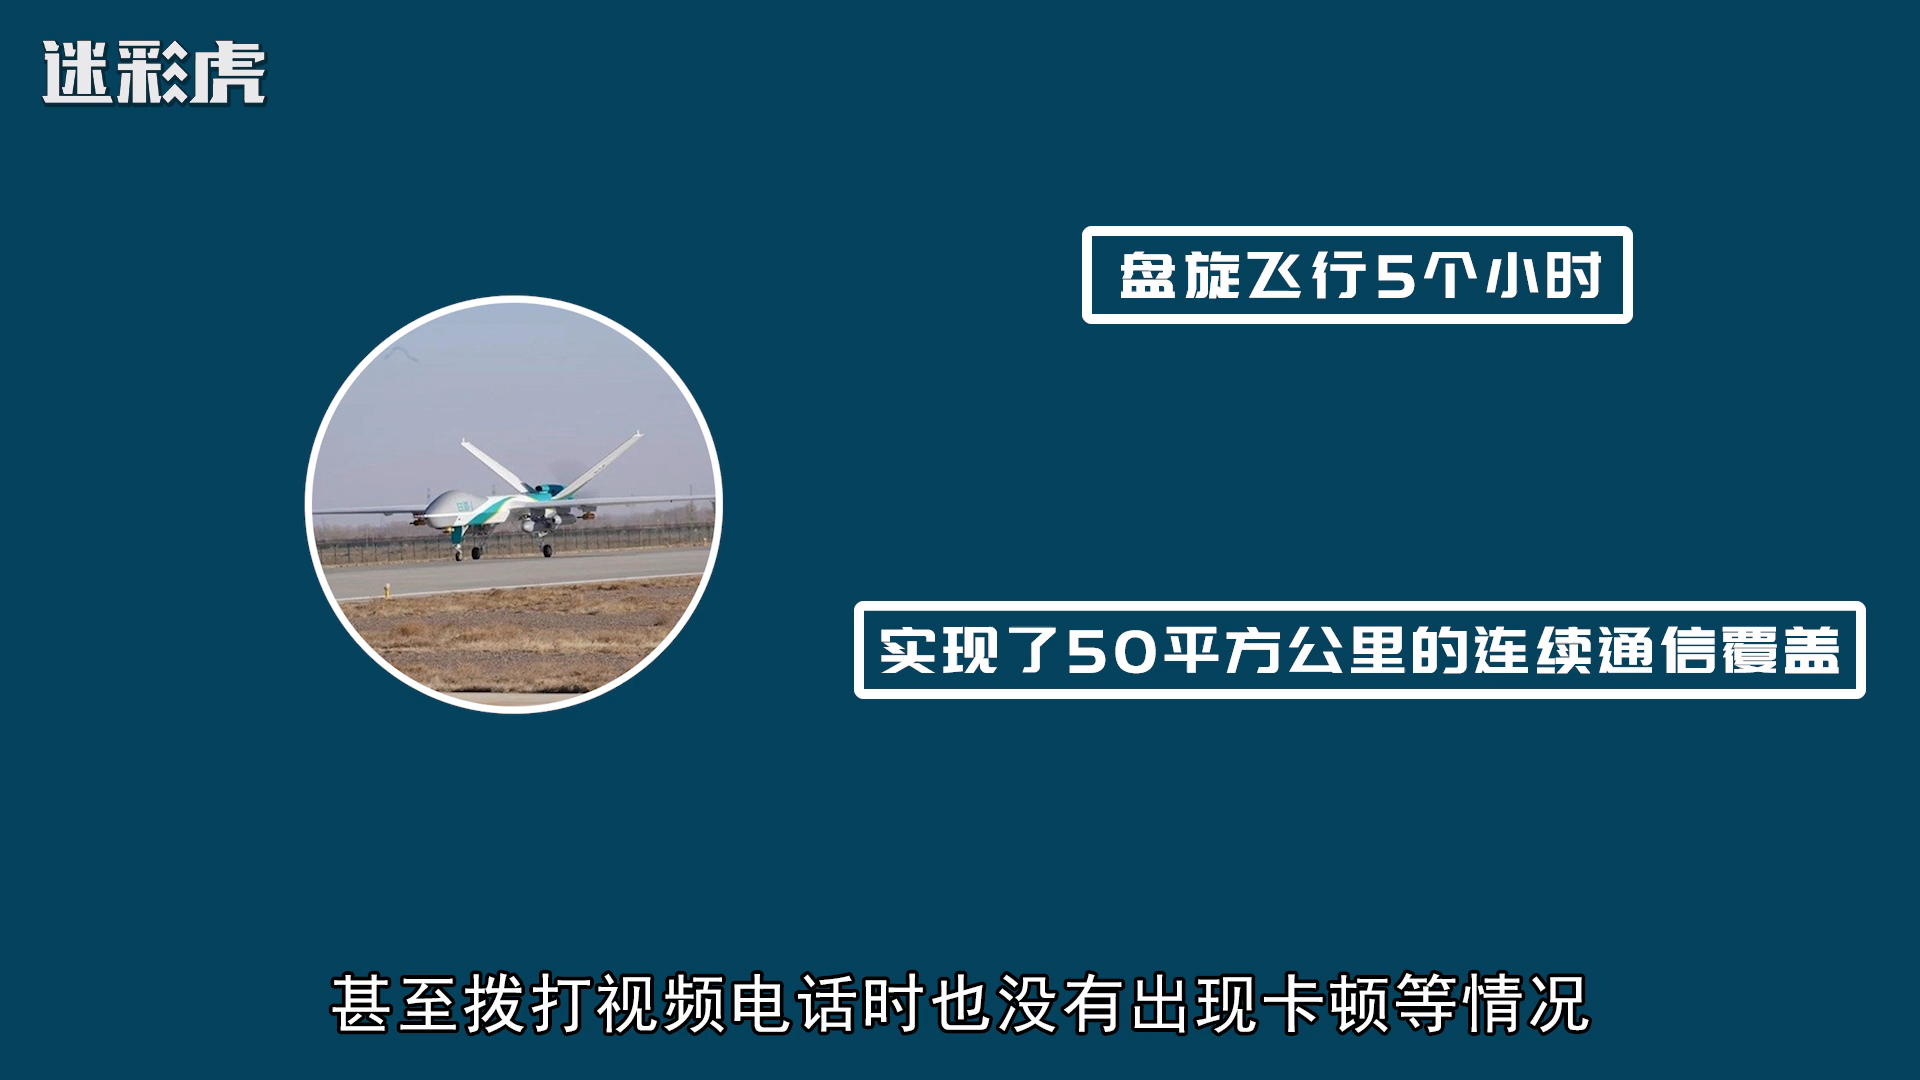 迷彩虎
盘旋飞行5个小时
实现了50平方公里的连续通信覆盖
甚至拨打视频电话时也没有出现卡顿等情况